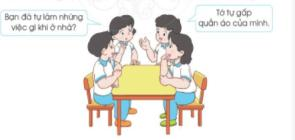 Bạn đã tự làm những
việc gì khi ở nhà?
Tớ tự gấp
quần áo của mình.